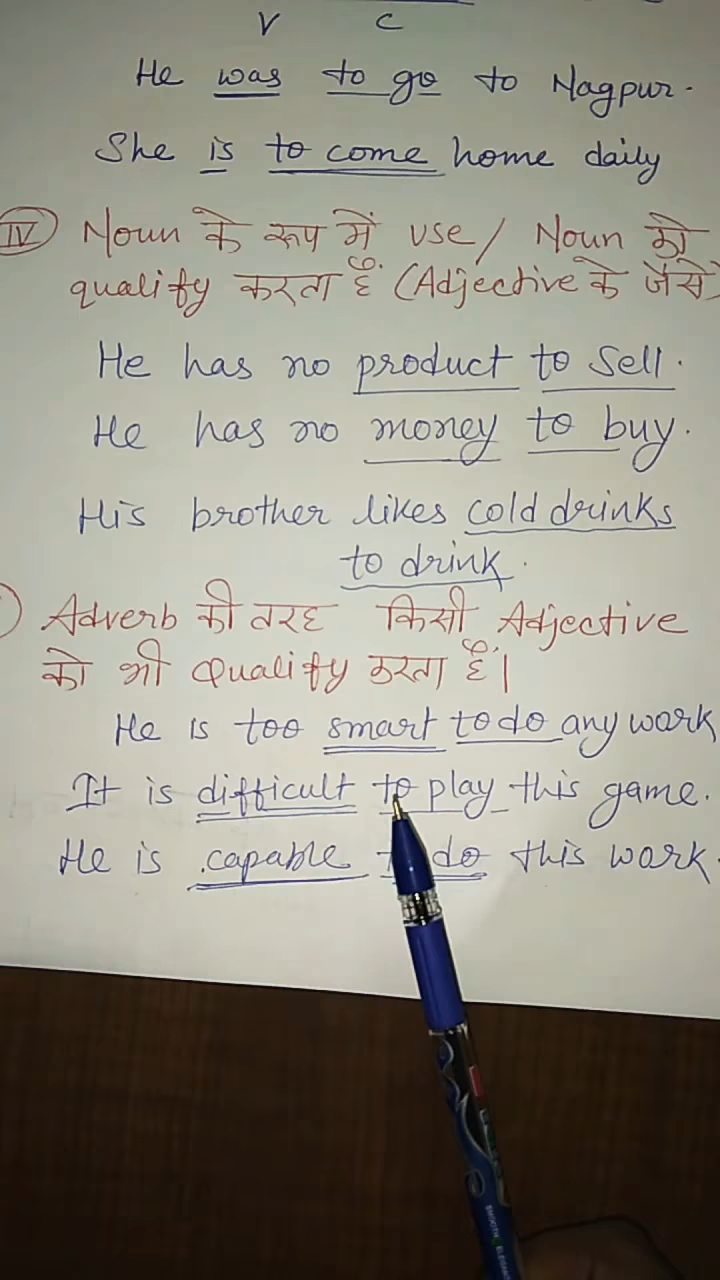 V C
He was to go to Nagpur.
She is to come home daily
IV Noun के रूप में use/ Noun को
qualify करता है (Adjective के जैसे)
He has no product to sell.
He has no money to buy.
His brother likes cold drinks
to drink.
Adverb की तरह किसी Adjective
को भी Qualify करता है।
He is too smart to do any work
It is difficult to play this game.
He is capable to do this work.